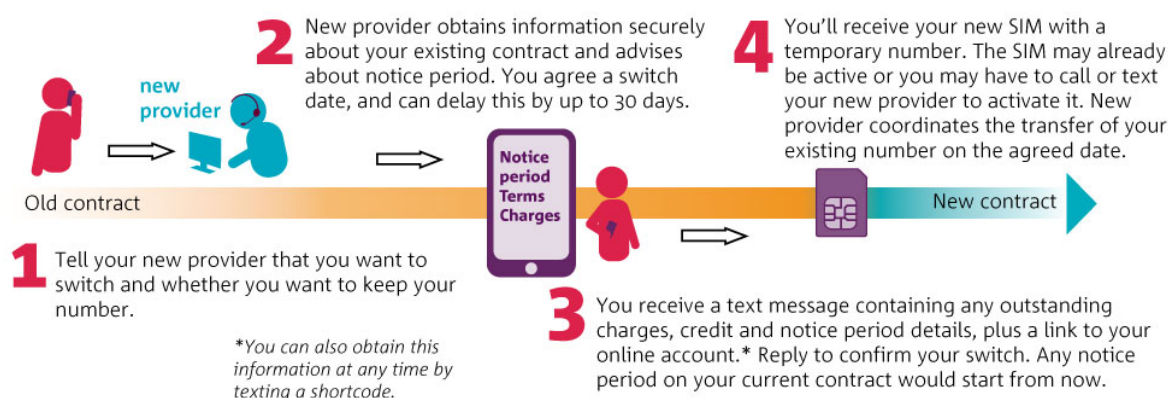 2
New provider obtains information securely
about your existing contract and advises
about notice period. You agree a switch
date, and can delay this by up to 30 days.
4
You’ll receive your new SIM with a
temporary number. The SIM may already
be active or you may have to call or text
your new provider to activate it. New
provider coordinates the transfer of your
existing number on the agreed date.
new
provider
Notice
period
Terms
Charges
Old contract
New contract
1
Tell your new provider that you want to
switch and whether you want to keep your
number.
*You can also obtain this
information at any time by
texting a shortcode.
3
You receive a text message containing any outstanding
charges, credit and notice period details, plus a link to your
online account.* Reply to confirm your switch. Any notice
period on your current contract would start from now.